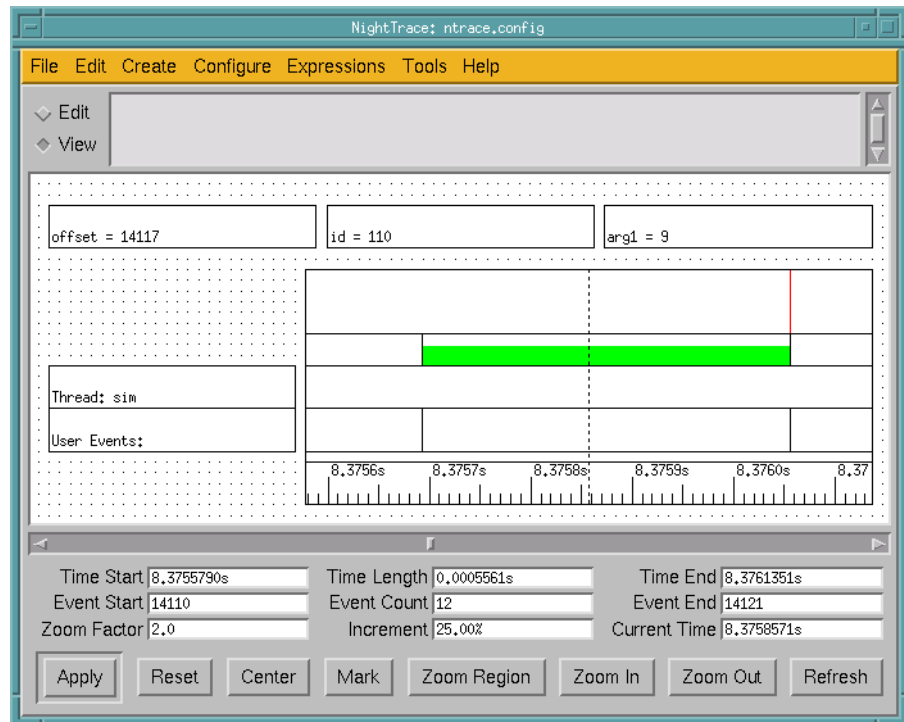 NightTrace: ntrace.config
File Edit Create Configure Expressions Tools Help
Edit
View
offset = 14117 id = 110 arg1 = 9
Thread: sim
User Events:
8.3756s 8.3757s 8.3758s 8.3759s 8.3760s 8.37
Time Start 8.3755790s Time Length 0.0005561s Time End 8.3761351s
Event Start 14110 Event Count 12 Event End 14121
Zoom Factor 2.0 Increment 25.00% Current Time 8.3758571s
Apply Reset Center Mark Zoom Region Zoom In Zoom Out Refresh